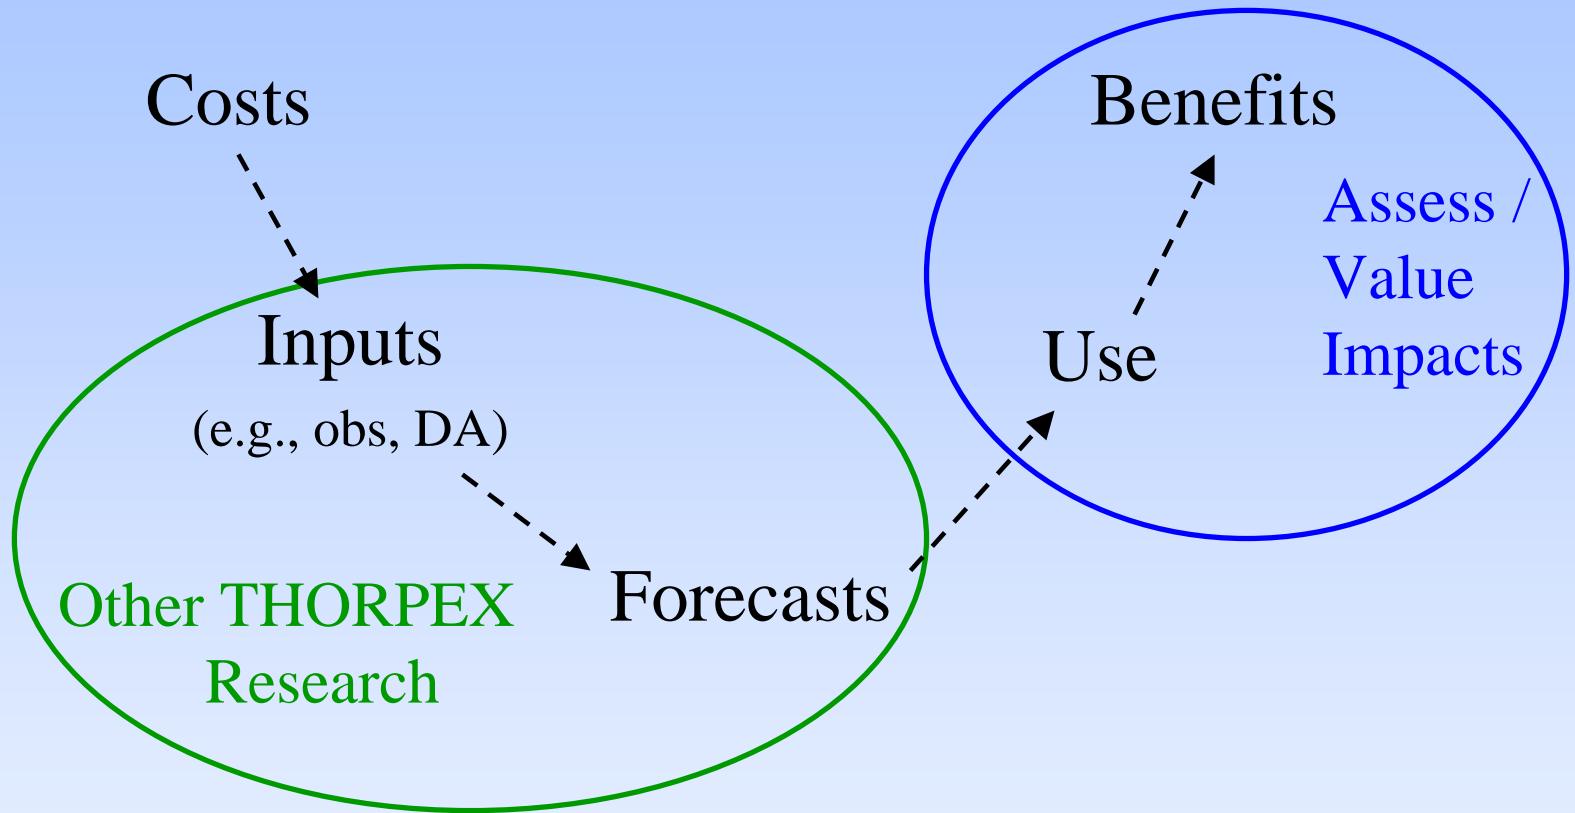 Costs
Inputs
(e.g., obs, DA)
Other THORPEX
Research
Forecasts
Use
Benefits
Assess /
Value
Impacts